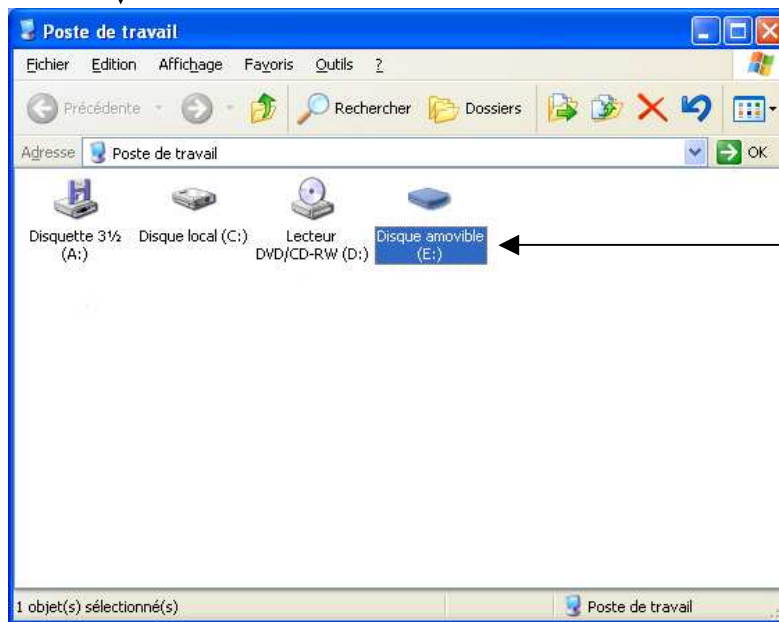 Poste de travail
Fichier Edition Affichage Favoris Outils ?
Précédente Rechercher Dossiers
Adresse Poste de travail OK
Disquette 3½ (A:)
Disque local (C:)
Lecteur DVD/CD-RW (D:)
Disque amovible (E:)
1 objet(s) sélectionné(s) Poste de travail